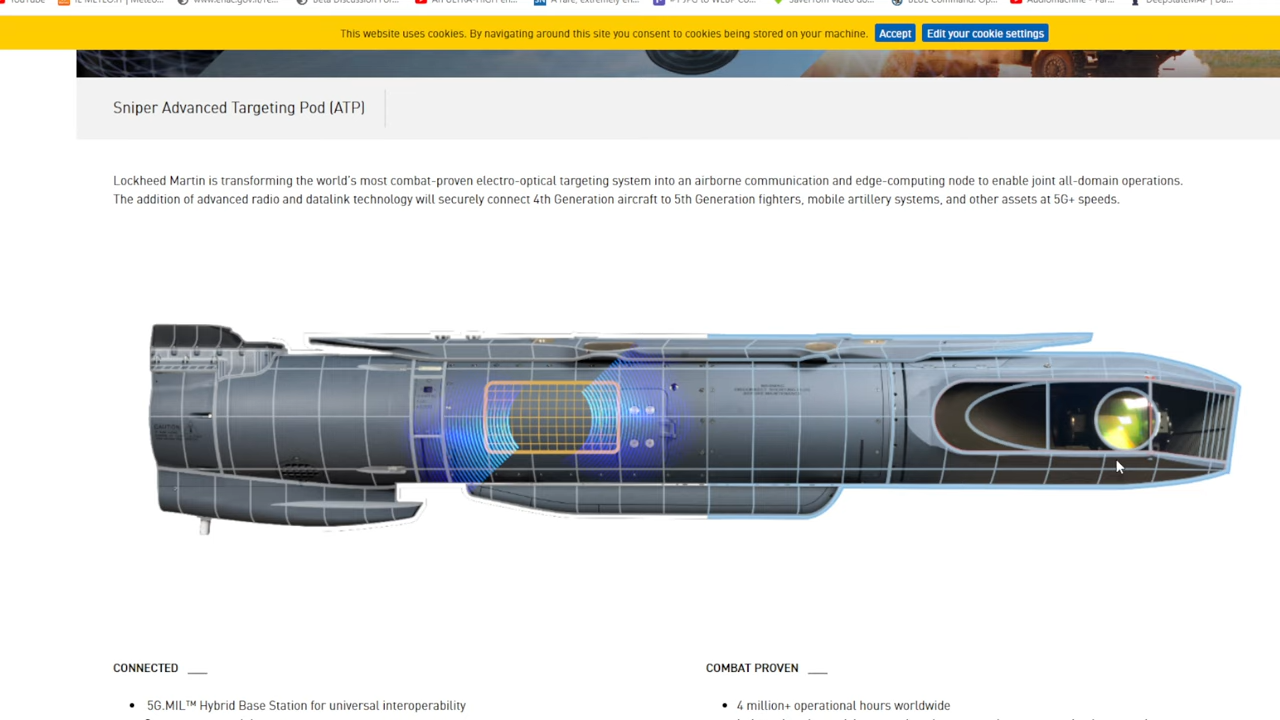 YouTube
This website uses cookies. By navigating around this site you consent to cookies being stored on your machine.
Accept
Edit your cookie settings
Sniper Advanced Targeting Pod (ATP)
Lockheed Martin is transforming the world's most combat-proven electro-optical targeting system into an airborne communication and edge-computing node to enable joint all-domain operations.
The addition of advanced radio and datalink technology will securely connect 4th Generation aircraft to 5th Generation fighters, mobile artillery systems, and other assets at 5G+ speeds.
CONNECTED
COMBAT PROVEN
• 5G.MIL™ Hybrid Base Station for universal interoperability
• 4 million+ operational hours worldwide